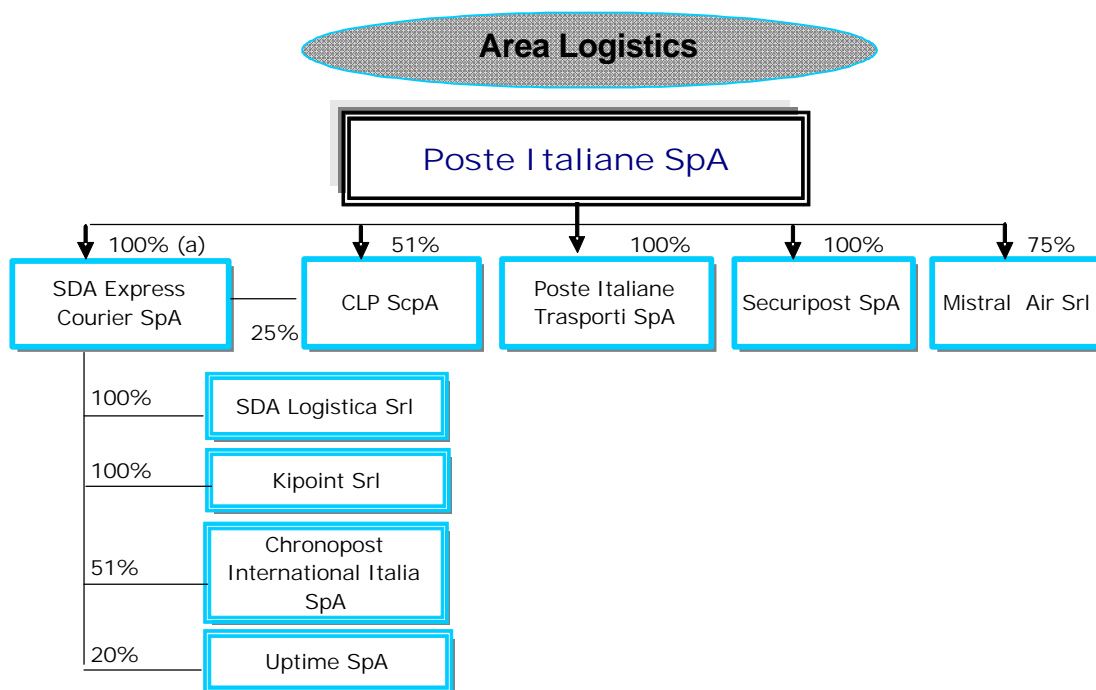 Area Logistics
Poste Italiane SpA
100% (a)
51%
100%
100%
75%
SDA Express
Courier SpA
25%
CLP ScpA
Poste Italiane
Trasporti SpA
Securipost SpA
Mistral Air Srl
100%
SDA Logistica Srl
100%
Kipoint Srl
51%
Chronopost
International Italia
SpA
20%
Uptime SpA